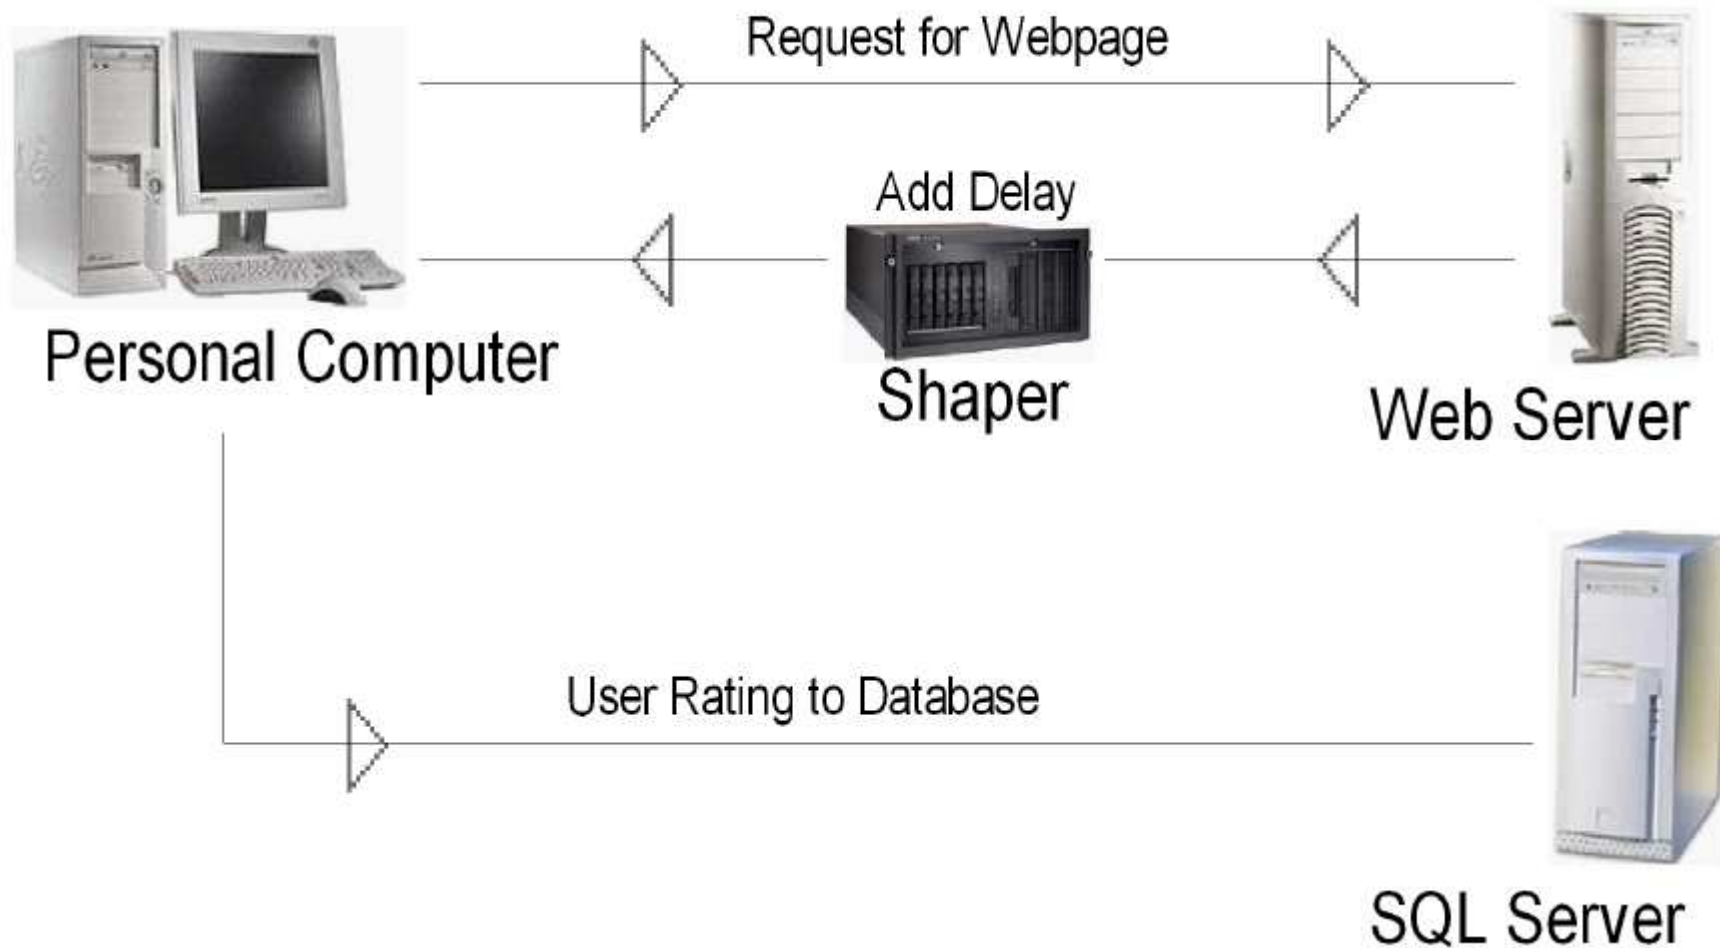 Request for Webpage
Add Delay
Personal Computer
Shaper
Web Server
User Rating to Database
SQL Server